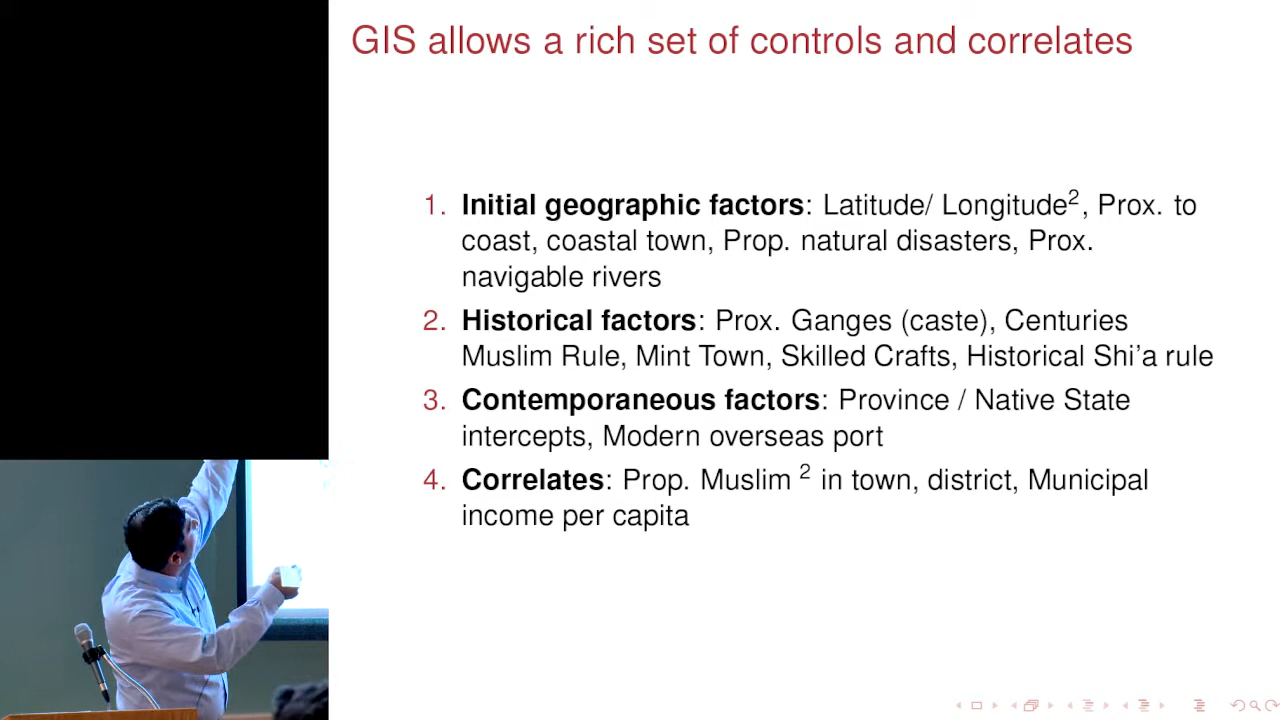 GIS allows a rich set of controls and correlates
1. Initial geographic factors: Latitude/ Longitude², Prox. to
coast, coastal town, Prop. natural disasters, Prox.
navigable rivers
2. Historical factors: Prox. Ganges (caste), Centuries
Muslim Rule, Mint Town, Skilled Crafts, Historical Shi'a rule
3. Contemporaneous factors: Province / Native State
intercepts, Modern overseas port
4. Correlates: Prop. Muslim ² in town, district, Municipal
income per capita